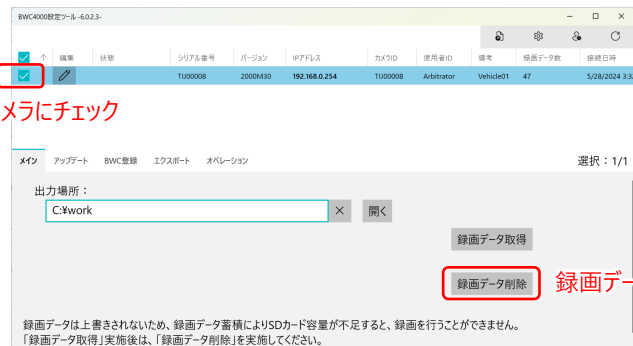 BWC4000設定ツール -6.0.2.3-
編集 状態 シリアル番号 バージョン IPアドレス カメラID 使用者ID 備考 録画データ数 接続日時
TIJ00008 2000M30 192.168.0.254 TIJ00008 Arbitrator Vehicle01 47 5/28/2024 3:32
メラにチェック
メイン アップデート BWC登録 エクスポート オペレーション 選択：1/1
出力場所：
C:¥work × 開く
録画データ取得
録画データ削除 録画デー
録画データは上書きされないため、録画データ蓄積によりSDカード容量が不足すると、録画を行うことができません。
「録画データ取得」実施後は、「録画データ削除」を実施してください。